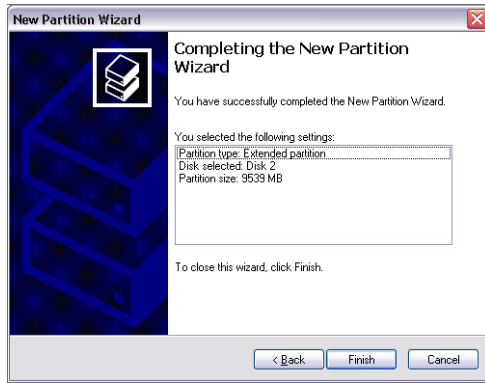 New Partition Wizard
Completing the New Partition
Wizard
You have successfully completed the New Partition Wizard.
You selected the following settings:
Partition type: Extended partition
Disk selected: Disk 2
Partition size: 9539 MB
To close this wizard, click Finish.
< Back
Finish
Cancel